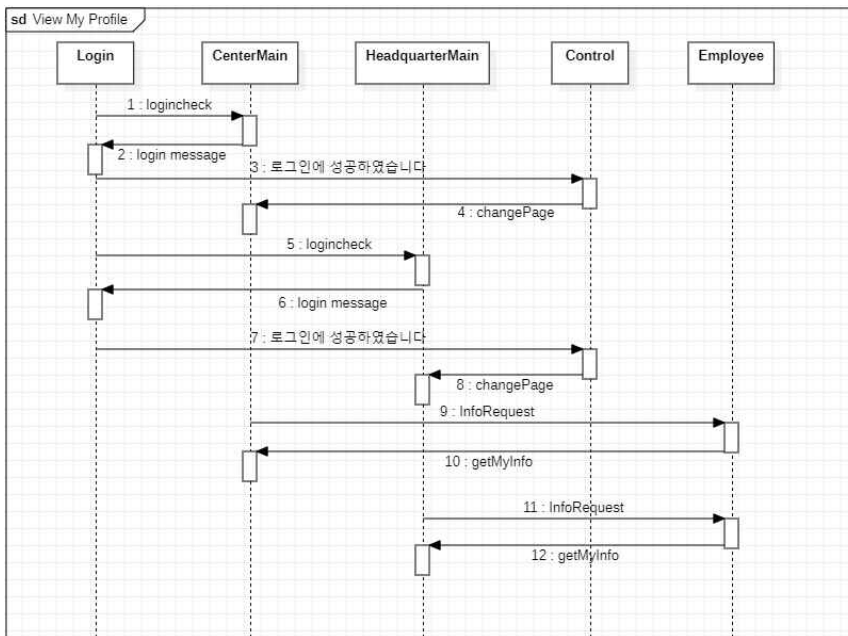 sd View My Profile
Login
CenterMain
HeadquarterMain
Control
Employee
1 : logincheck
2 : login message
3 : 로그인에 성공하였습니다
4 : changePage
5 : logincheck
6 : login message
7 : 로그인에 성공하였습니다
8 : changePage
9 : InfoRequest
10 : getMyInfo
11 : InfoRequest
12 : getMyInfo